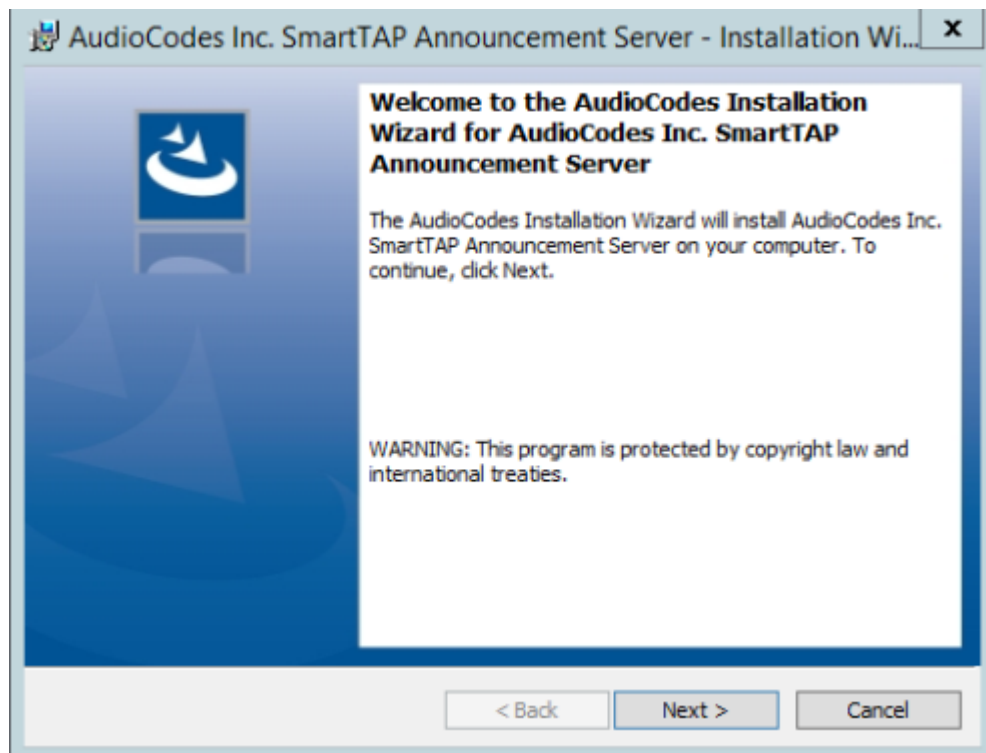 AudioCodes Inc. SmartTAP Announcement Server - Installation Wi... x
Welcome to the AudioCodes Installation
Wizard for AudioCodes Inc. SmartTAP
Announcement Server
The AudioCodes Installation Wizard will install AudioCodes Inc.
SmartTAP Announcement Server on your computer. To
continue, click Next.
WARNING: This program is protected by copyright law and
international treaties.
< Back Next > Cancel